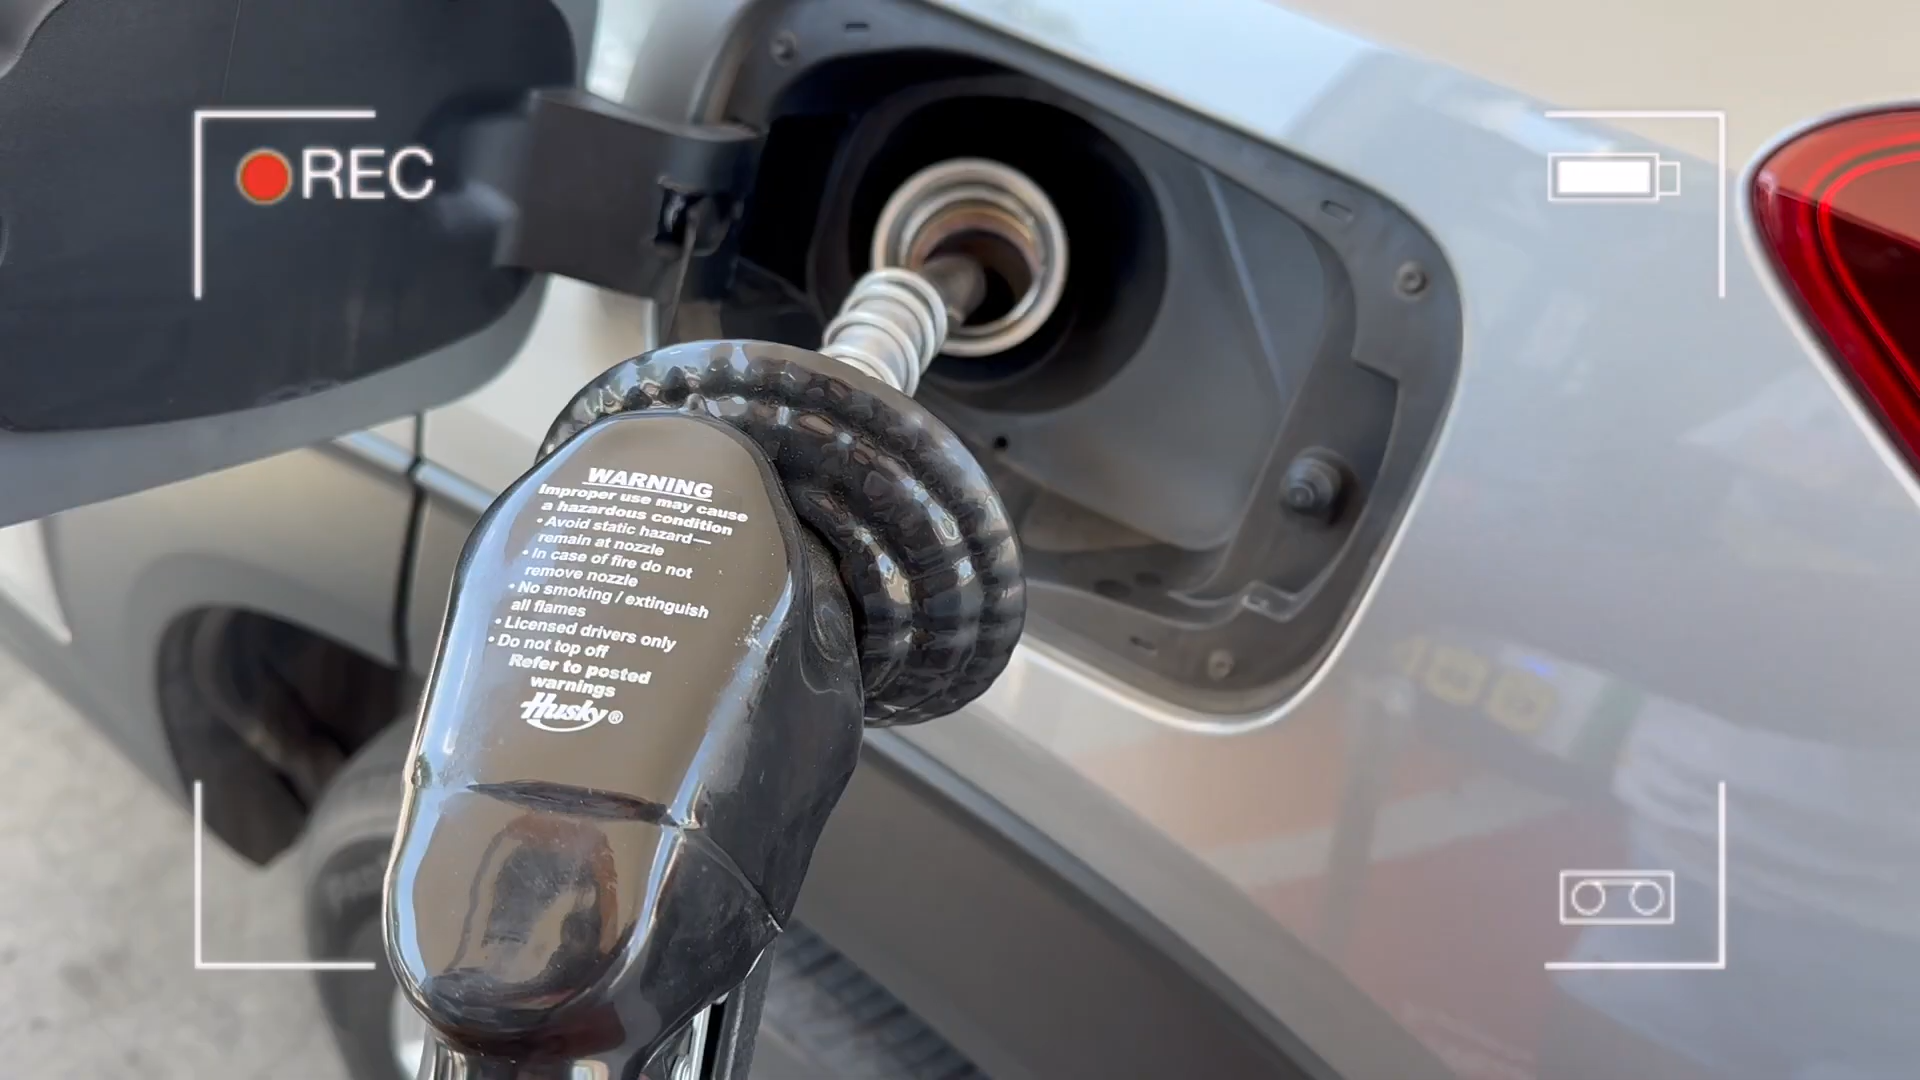 REC
WARNING
Improper use may cause
a hazardous condition
• Avoid static hazard—
remain at nozzle
• In case of fire do not
remove nozzle
• No smoking / extinguish
all flames
• Licensed drivers only
• Do not top off
Refer to posted
warnings
Husky®